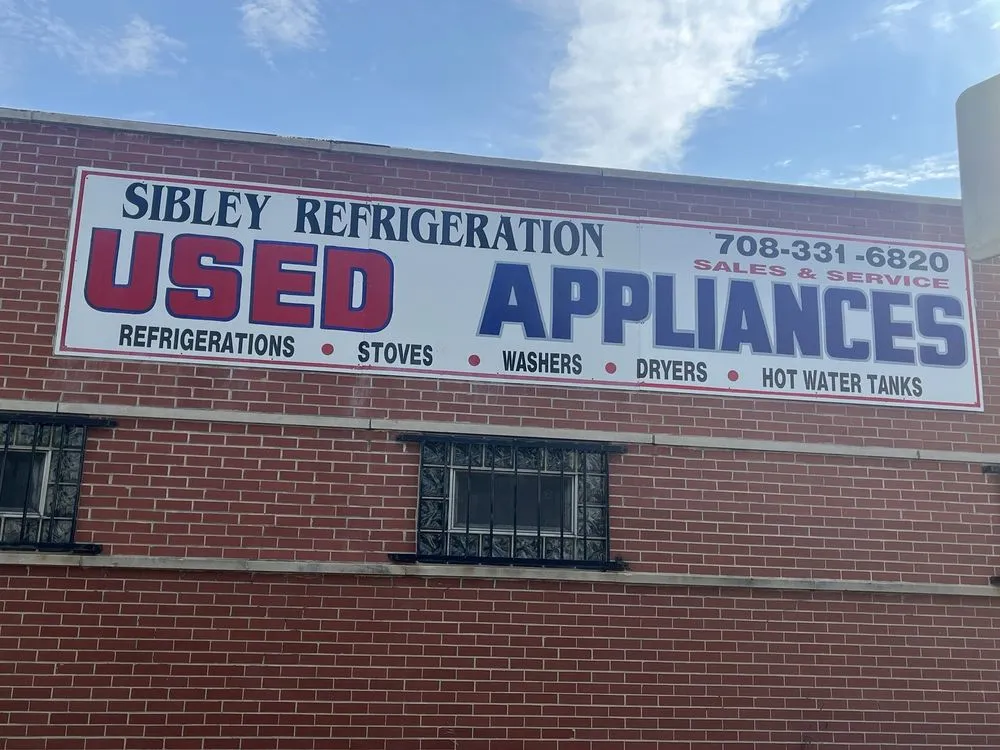 SIBLEY REFRIGERATION
708-331-6820
SALES & SERVICE
USED APPLIANCES
REFRIGERATIONS • STOVES • WASHERS • DRYERS • HOT WATER TANKS